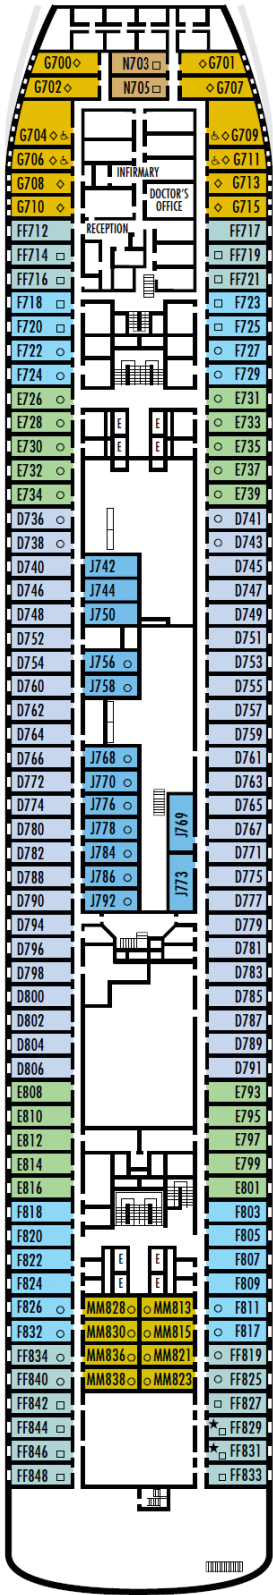 G700 N703 G701
G702 N705 G707
G704 G709
G706 INFIRMARY G711
G708 DOCTOR'S G713
OFFICE
G710 G715
FF712 RECEPTION FF717
FF714 FF719
FF716 FF721
F718 F723
F720 F725
F722 F727
F724 F729
E726 E731
E728 E E E733
E730 E E E735
E732 E737
E734 E739
D736 D741
D738 D743
D740 J742 D745
D746 J744 D747
D748 J750 D749
D752 D751
D754 J756 D753
D760 J758 D755
D762 D757
D764 D759
D766 J768 D761
D772 J770 D763
D774 J776 J769 D765
D780 J778 D767
D782 J784 D771
D788 J786 J773 D775
D790 J792 D777
D794 D779
D796 D781
D798 D783
D800 D785
D802 D787
D804 D789
D806 D791
E808 E793
E810 E795
E812 E797
E814 E799
E816 E801
F818 F803
F820 F805
F822 E E F807
F824 E E F809
F826 MM828 MM813 F811
F832 MM830 MM815 F817
FF834 MM836 MM821 FF819
FF840 MM838 MM823 FF825
FF842 FF827
FF844 FF829
FF846 FF831
FF848 FF833